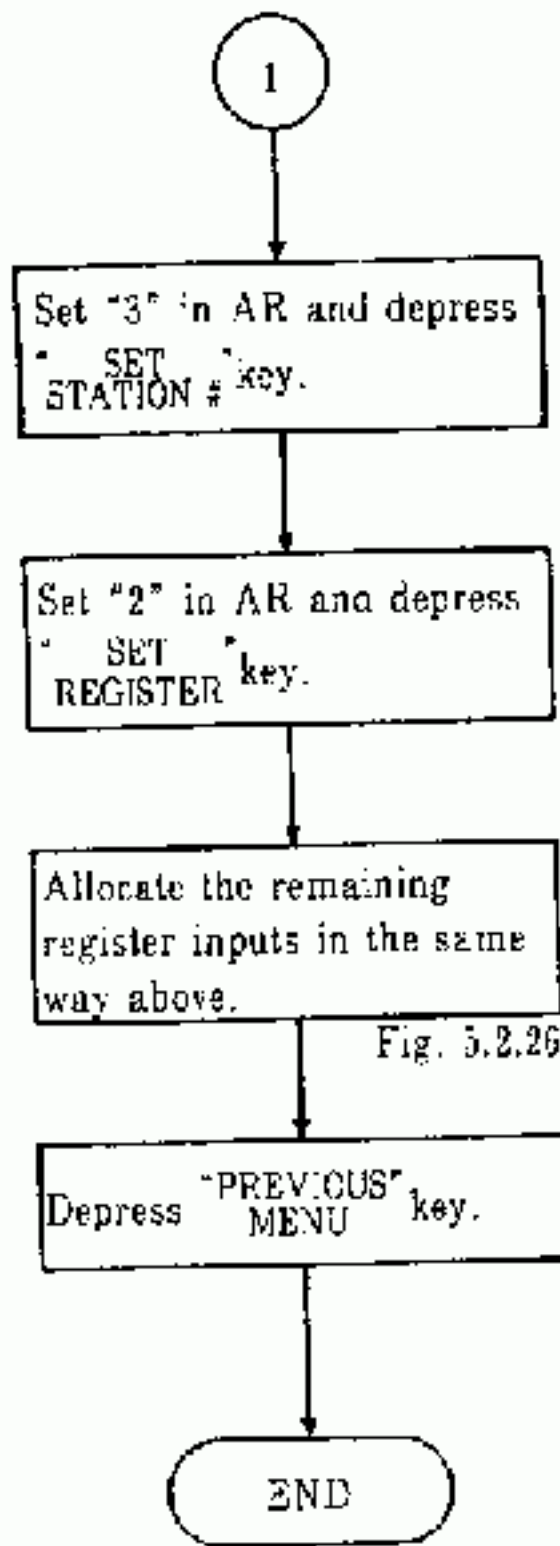 1
Set "3" in AR and depress
" SET
STATION # " key.
Set "2" in AR and depress
" SET
REGISTER " key.
Allocate the remaining
register inputs in the same
way above.
Fig. 5.2.26
Depress "PREVIOUS
MENU" key.
END